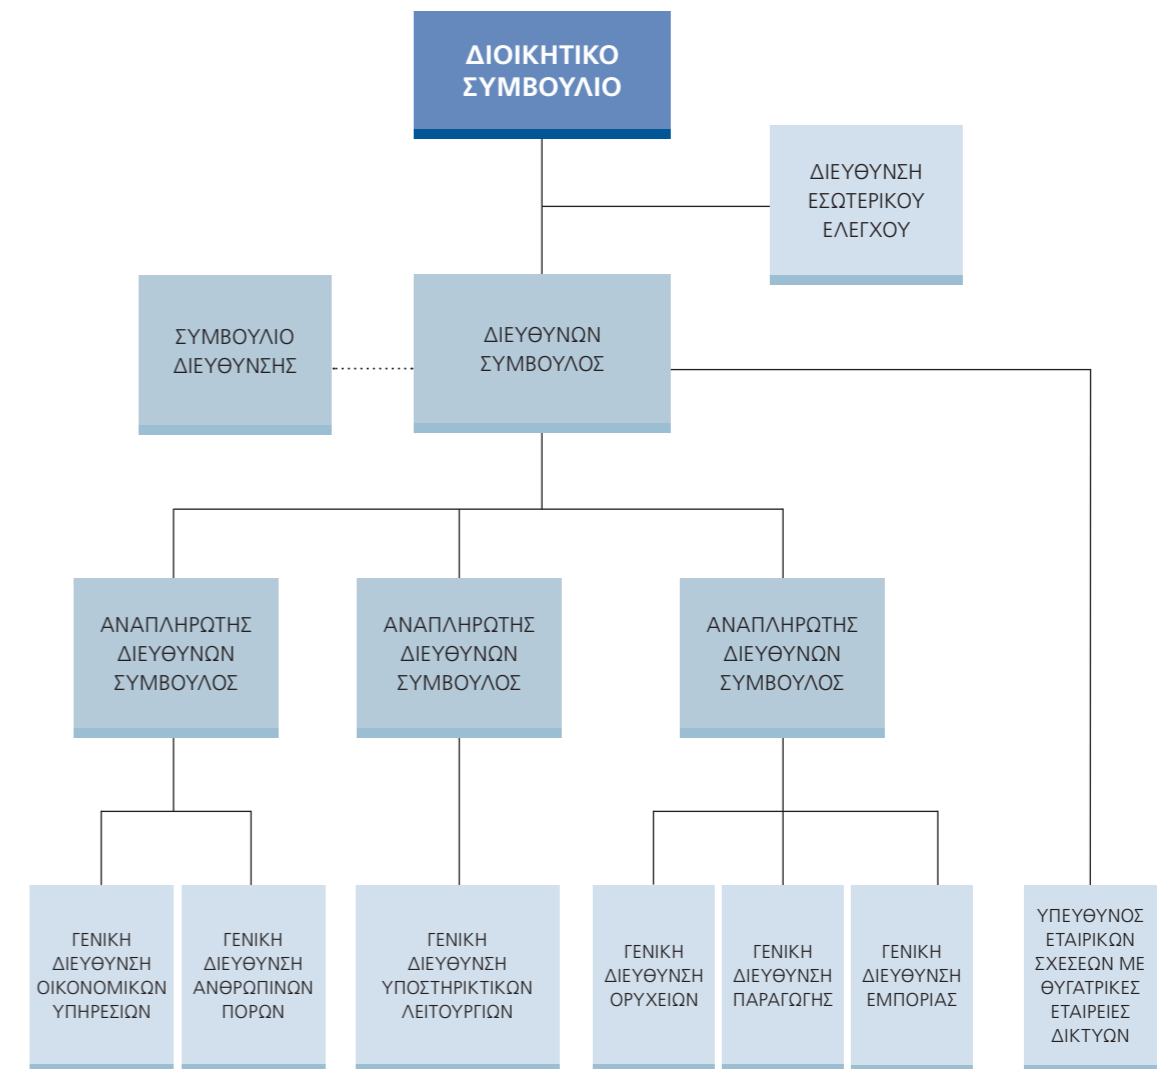 ΔΙΟΙΚΗΤΙΚΟ
ΣΥΜΒΟΥΛΙΟ
ΔΙΕΥΘΥΝΣΗ
ΕΣΩΤΕΡΙΚΟΥ
ΕΛΕΓΧΟΥ
ΣΥΜΒΟΥΛΙΟ
ΔΙΕΥΘΥΝΣΗΣ
ΔΙΕΥΘΥΝΩΝ
ΣΥΜΒΟΥΛΟΣ
ΑΝΑΠΛΗΡΩΤΗΣ
ΔΙΕΥΘΥΝΩΝ
ΣΥΜΒΟΥΛΟΣ
ΑΝΑΠΛΗΡΩΤΗΣ
ΔΙΕΥΘΥΝΩΝ
ΣΥΜΒΟΥΛΟΣ
ΑΝΑΠΛΗΡΩΤΗΣ
ΔΙΕΥΘΥΝΩΝ
ΣΥΜΒΟΥΛΟΣ
ΓΕΝΙΚΗ
ΔΙΕΥΘΥΝΣΗ
ΟΙΚΟΝΟΜΙΚΩΝ
ΥΠΗΡΕΣΙΩΝ
ΓΕΝΙΚΗ
ΔΙΕΥΘΥΝΣΗ
ΑΝΘΡΩΠΙΝΩΝ
ΠΟΡΩΝ
ΓΕΝΙΚΗ
ΔΙΕΥΘΥΝΣΗ
ΥΠΟΣΤΗΡΙΚΤΙΚΩΝ
ΛΕΙΤΟΥΡΓΙΩΝ
ΓΕΝΙΚΗ
ΔΙΕΥΘΥΝΣΗ
ΟΡΥΧΕΙΩΝ
ΓΕΝΙΚΗ
ΔΙΕΥΘΥΝΣΗ
ΠΑΡΑΓΩΓΗΣ
ΓΕΝΙΚΗ
ΔΙΕΥΘΥΝΣΗ
ΕΜΠΟΡΙΑΣ
ΥΠΕΥΘΥΝΟΣ
ΕΤΑΙΡΙΚΩΝ
ΣΧΕΣΕΩΝ ΜΕ
ΘΥΓΑΤΡΙΚΕΣ
ΕΤΑΙΡΕΙΕΣ
ΔΙΚΤΥΩΝ